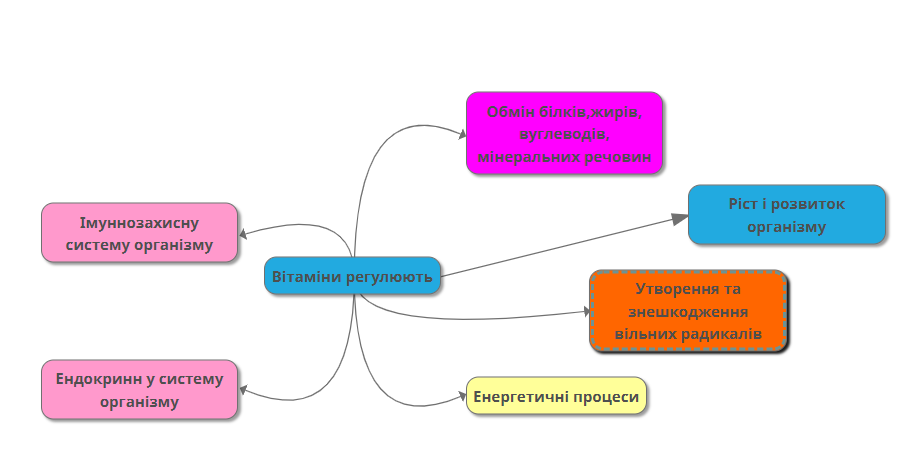 Обмін білків,жирів,
вуглеводів,
мінеральних речовин
Ріст і розвиток
організму
Імуннозахисну
систему організму
Вітаміни регулюють
Утворення та
знешкодження
вільних радикалів
Ендокринн у систему
організму
Енергетичні процеси